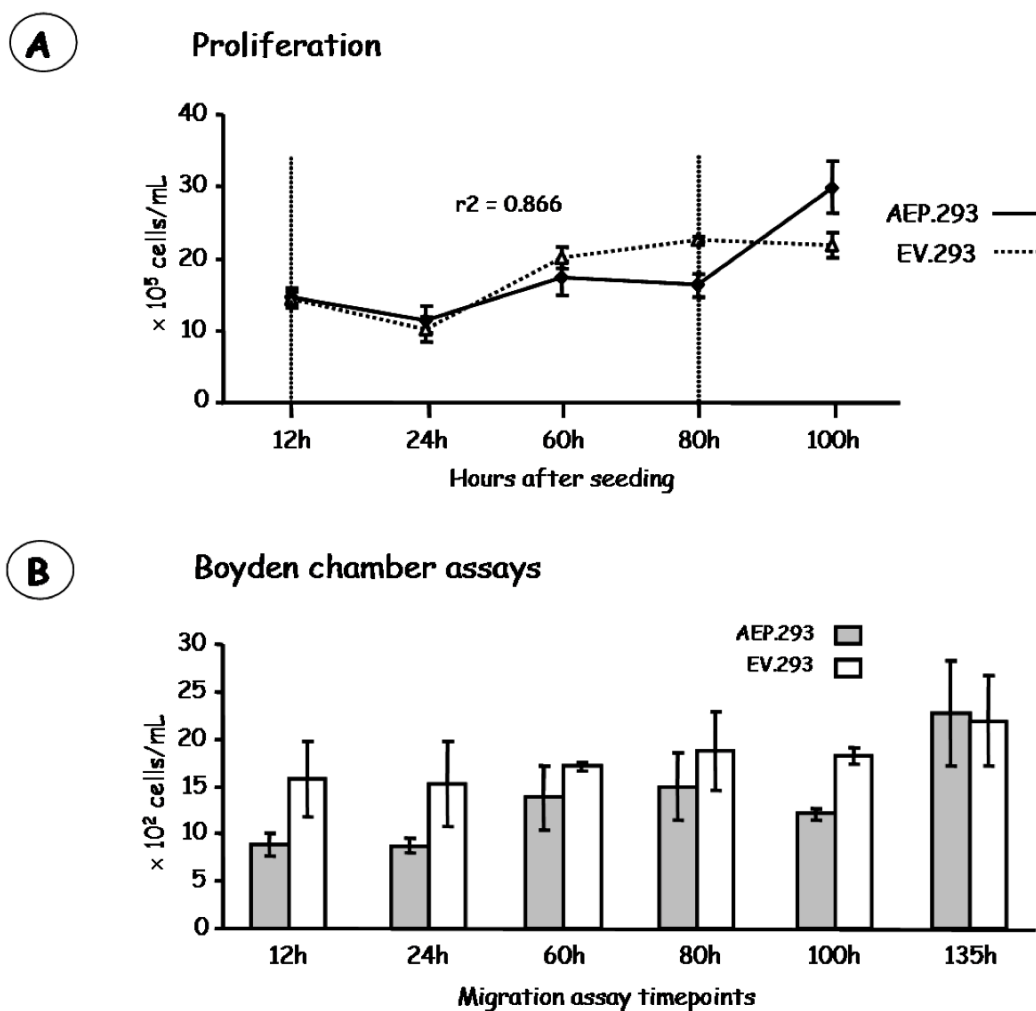 A
Proliferation
40
30
20
10
0
× 10⁵ cells/mL
r2 = 0.866
AEP.293
EV.293
12h 24h 60h 80h 100h
Hours after seeding
B
Boyden chamber assays
30
25
20
15
10
5
0
× 10² cells/mL
AEP.293
EV.293
12h 24h 60h 80h 100h 135h
Migration assay timepoints